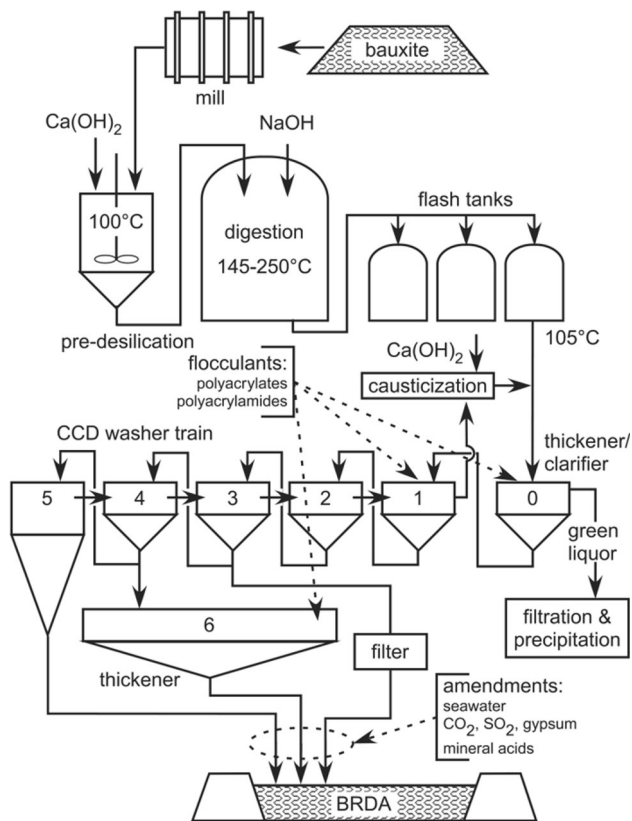 bauxite
mill
Ca(OH)2
NaOH
100°C
digestion
145-250°C
flash tanks
pre-desilication
105°C
Ca(OH)2
flocculants:
polyacrylates
polyacrylamides
causticization
CCD washer train
thickener/
clarifier
5
4
3
2
1
0
green
liquor
6
filtration &
precipitation
filter
thickener
amendments:
seawater
CO2, SO2, gypsum
mineral acids
BRDA